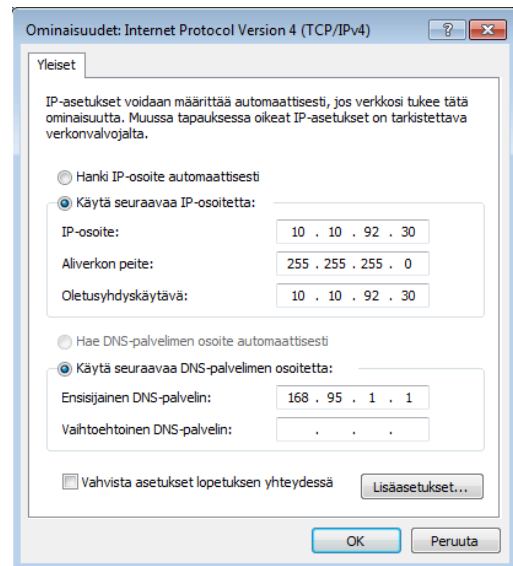 Ominaisuudet: Internet Protocol Version 4 (TCP/IPv4)
Yleiset
IP-asetukset voidaan määrittää automaattisesti, jos verkkosi tukee tätä
ominaisuutta. Muussa tapauksessa oikeat IP-asetukset on tarkistettava
verkonvalvojalta.
Hanki IP-osoite automaattisesti
Käytä seuraavaa IP-osoitetta:
IP-osoite: 10 . 10 . 92 . 30
Aliverkon peite: 255 . 255 . 255 . 0
Oletusyhdyskäytävä: 10 . 10 . 92 . 30
Hae DNS-palvelimen osoite automaattisesti
Käytä seuraavaa DNS-palvelimen osoitetta:
Ensisijainen DNS-palvelin: 168 . 95 . 1 . 1
Vaihtoehtoinen DNS-palvelin: . . .
Vahvista asetukset lopetuksen yhteydessä
Lisäasetukset...
OK Peruuta